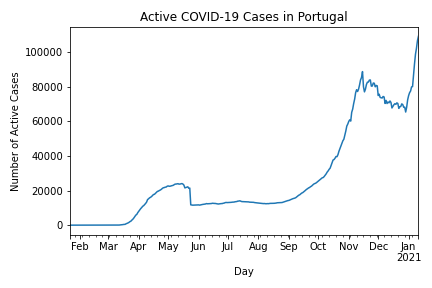 Active COVID-19 Cases in Portugal
Number of Active Cases
100000
80000
60000
40000
20000
0
Feb Mar Apr May Jun Jul Aug Sep Oct Nov Dec Jan
2021
Day